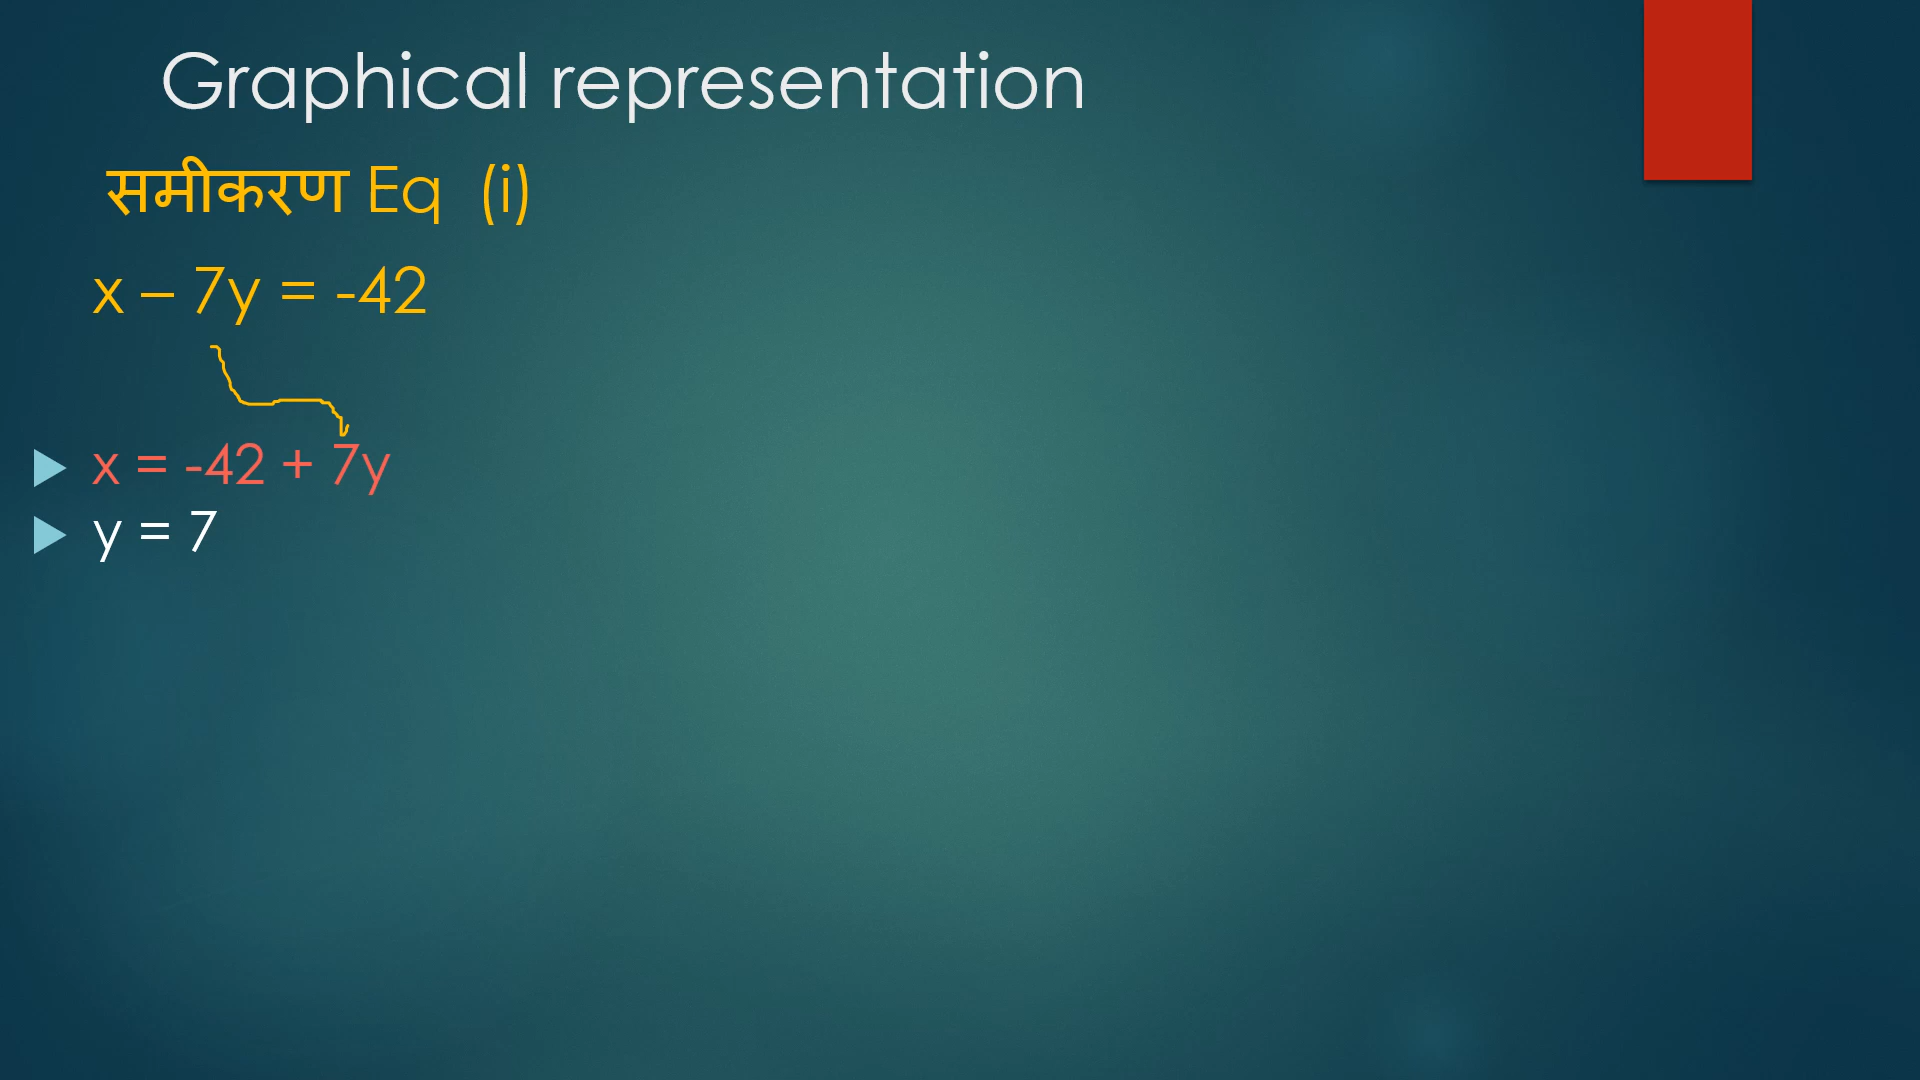 Graphical representation
समीकरण Eq (i)
x – 7y = -42
x = -42 + 7y
y = 7